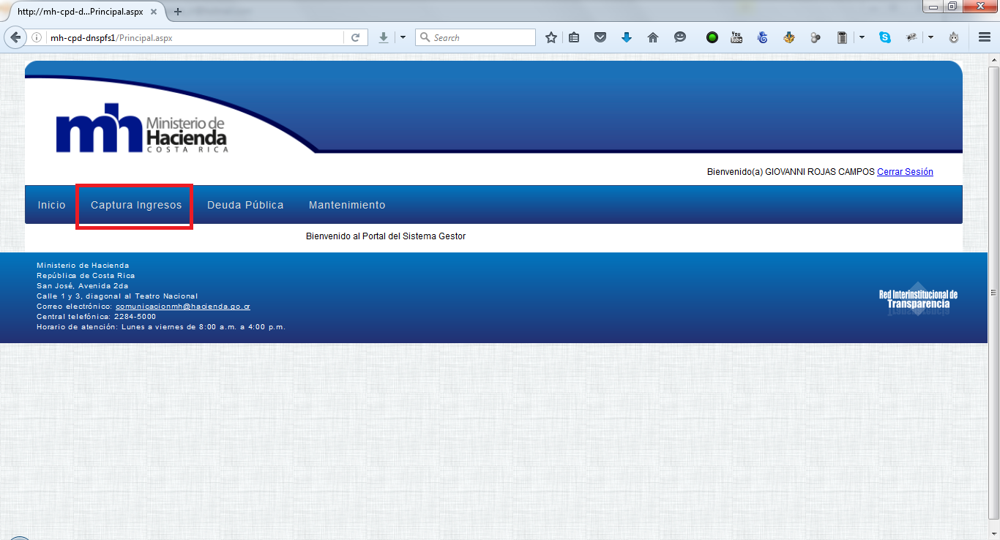 http://mh-cpd-d...Principal.aspx
mh-cpd-dnspfs1/Principal.aspx
Search
You
Tube
mh Ministerio de
Hacienda
COSTA RICA
Bienvenido(a) GIOVANNI ROJAS CAMPOS Cerrar Sesión
Inicio Captura Ingresos Deuda Pública Mantenimiento
Bienvenido al Portal del Sistema Gestor
Ministerio de Hacienda
República de Costa Rica
San José, Avenida 2da
Calle 1 y 3, diagonal al Teatro Nacional
Correo electrónico: comunicacionmh@hacienda.go.cr
Central telefónica: 2284-5000
Horario de atención: Lunes a viernes de 8:00 a.m. a 4:00 p.m.
Red Interinstitucional de
Transparencia